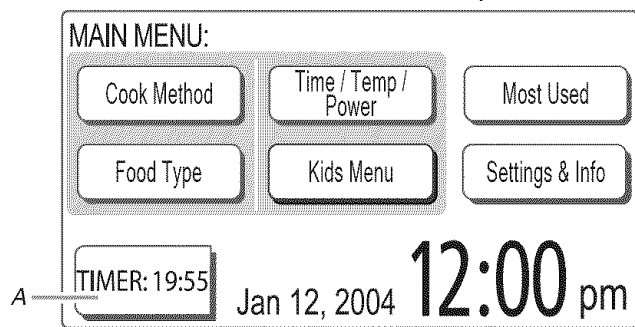 MAIN MENU:
Cook Method
Time / Temp /
Power
Most Used
Food Type
Kids Menu
Settings & Info
A
TIMER: 19:55
Jan 12, 2004
12:00 pm